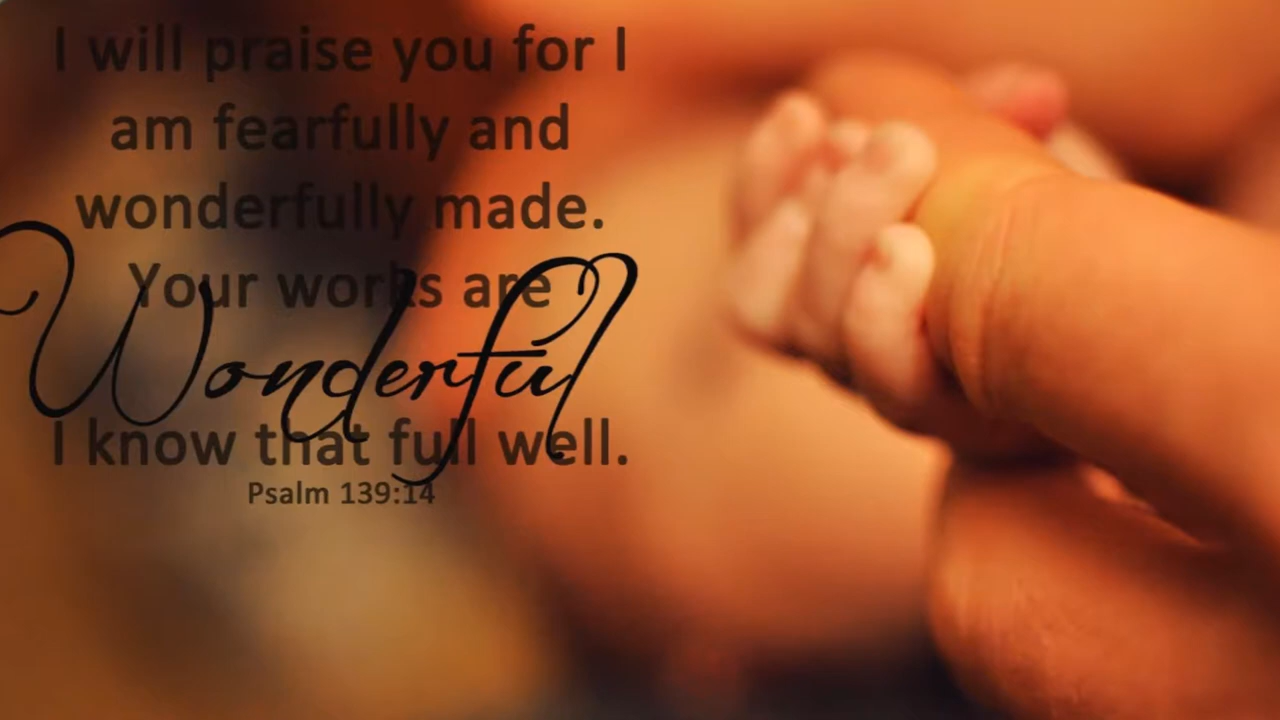 I will praise you for I
am fearfully and
wonderfully made.
Your works are
Wonderful
I know that full well.
Psalm 139:14